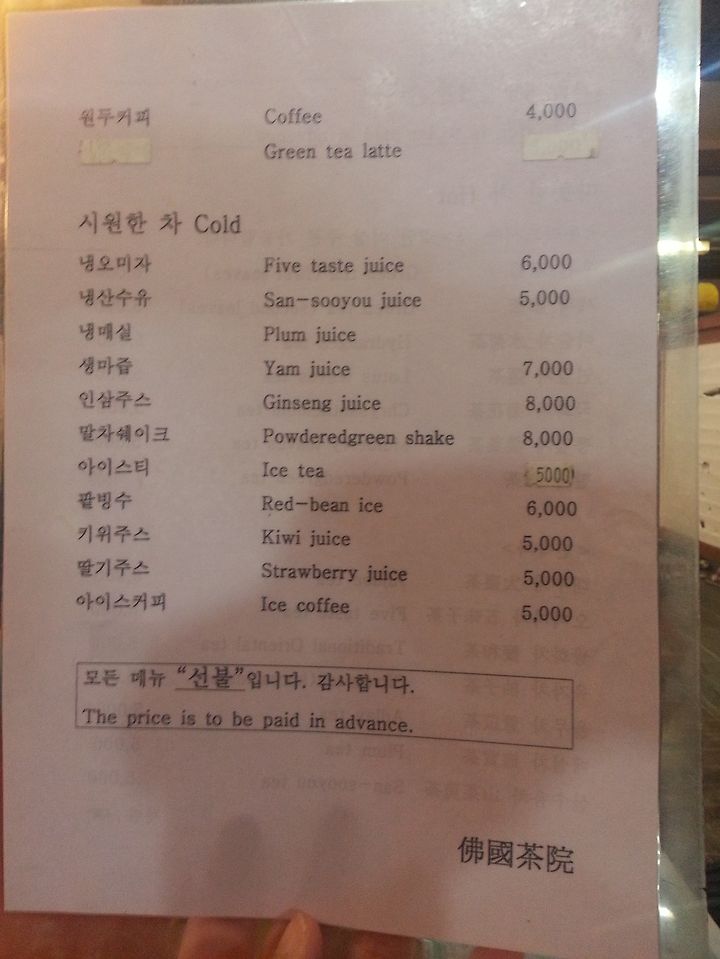 원두커피 Coffee 4,000
Green tea latte
시원한 차 Cold
냉오미자 Five taste juice 6,000
냉산수유 San-sooyou juice 5,000
냉매실 Plum juice
생마즙 Yam juice 7,000
인삼주스 Ginseng juice 8,000
말차쉐이크 Powderedgreen shake 8,000
아이스티 Ice tea 5000
팥빙수 Red-bean ice 6,000
키위주스 Kiwi juice 5,000
딸기주스 Strawberry juice 5,000
아이스커피 Ice coffee 5,000
모든 메뉴 “선불”입니다. 감사합니다.
The price is to be paid in advance.
佛國茶院